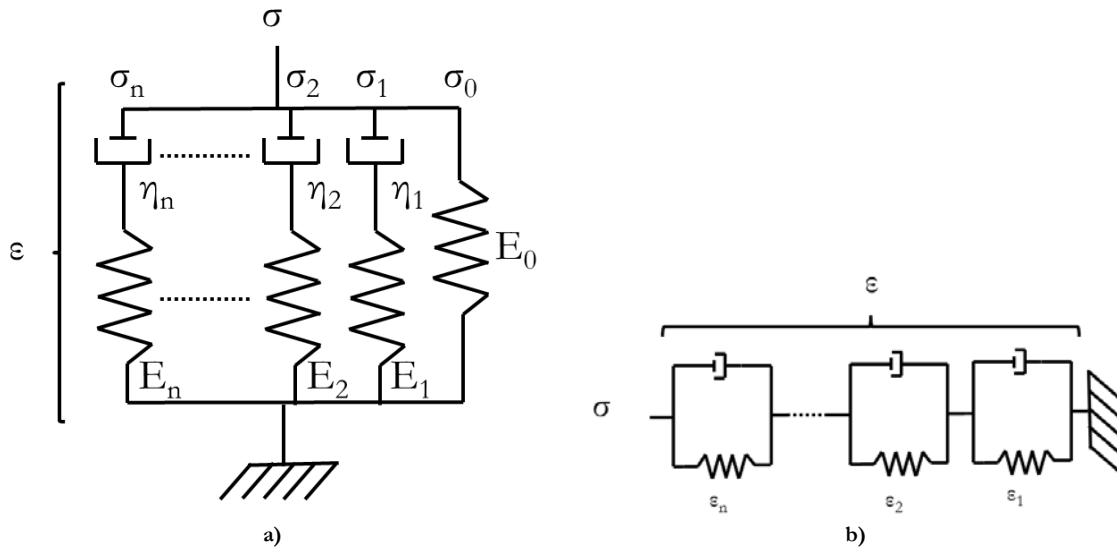 σ
σn σ2 σ1 σ0
ηn η2 η1
ε
E0
En E2 E1
a)
ε
σ
εn ε2 ε1
b)